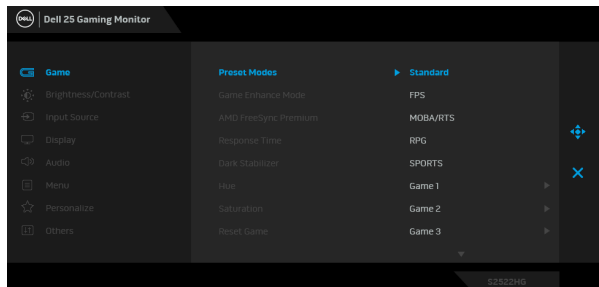 DELL Dell 25 Gaming Monitor
Game Preset Modes Standard
Brightness/Contrast Game Enhance Mode FPS
Input Source AMD FreeSync Premium MOBA/RTS
Display Response Time RPG
Audio Dark Stabilizer SPORTS
Menu Hue Game 1
Personalize Saturation Game 2
Others Reset Game Game 3
S2522HG